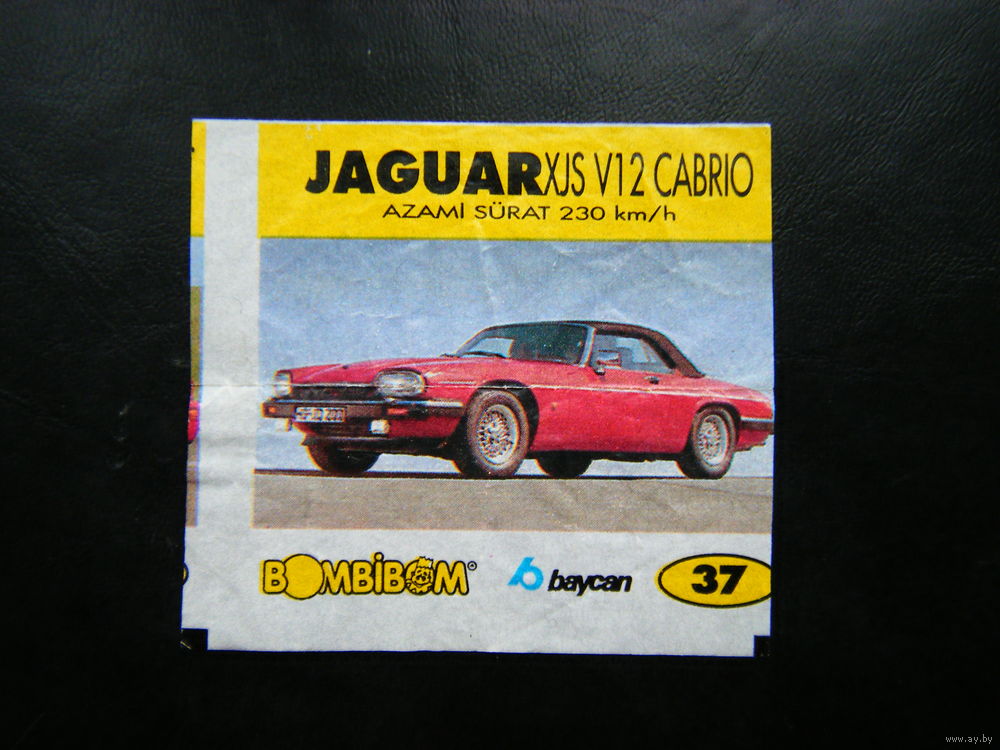 JAGUAR XJS V12 CABRIO
AZAMİ SÜRAT 230 km/h
BOMBİBOM ©
baycan
37
www.ay.by